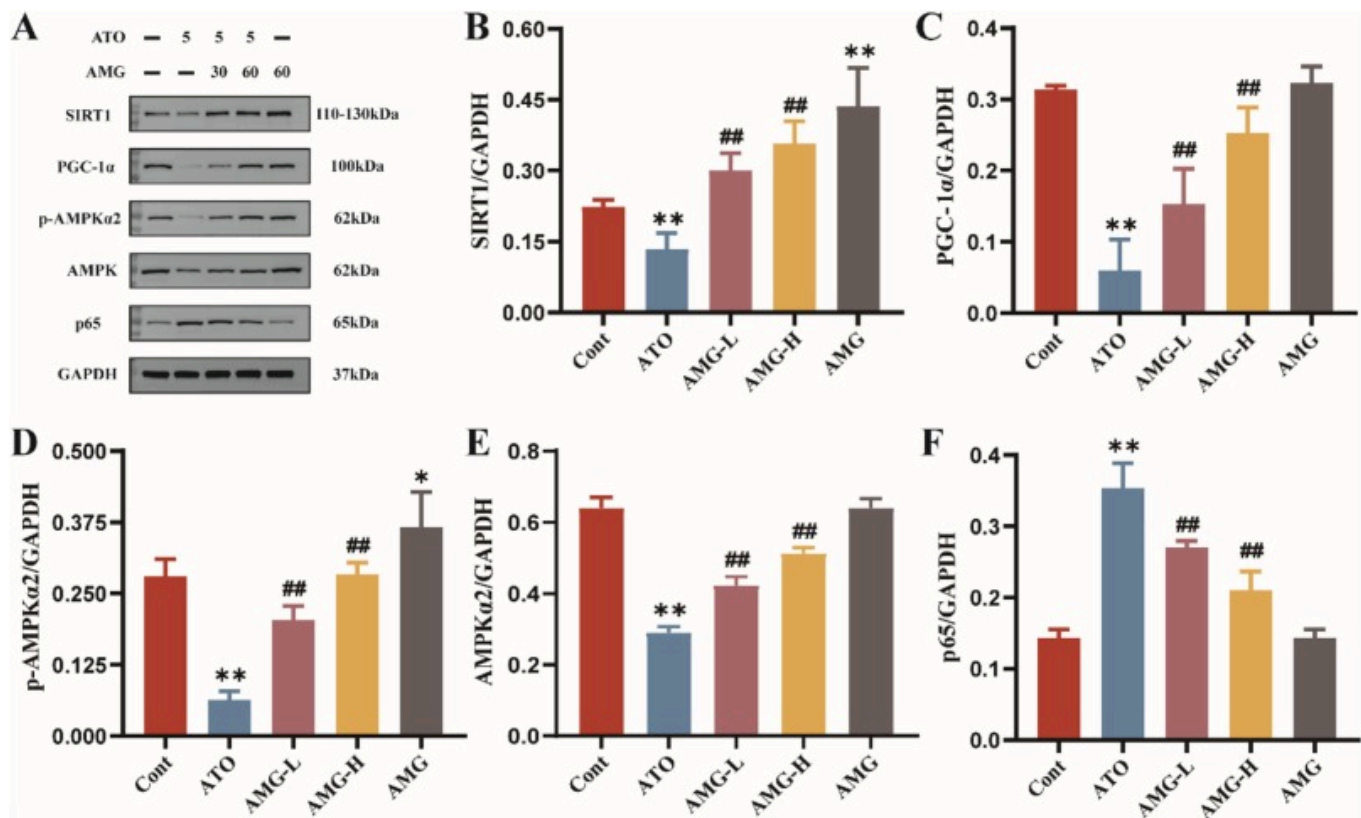 A
ATO — 5 5 5 —
AMG — — 30 60 60
SIRT1 110-130kDa
PGC-1α 100kDa
p-AMPKα2 62kDa
AMPK 62kDa
p65 65kDa
GAPDH 37kDa
B
SIRT1/GAPDH
0.60
0.45
0.30
0.15
0.00
** ## ## **
Cont ATO AMG-L AMG-H AMG
C
PGC-1α/GAPDH
0.3
0.2
0.1
0.0
** ## ##
Cont ATO AMG-L AMG-H AMG
D
p-AMPKα2/GAPDH
0.500
0.375
0.250
0.125
0.000
** ## ## *
Cont ATO AMG-L AMG-H AMG
E
AMPKα2/GAPDH
0.8
0.6
0.4
0.2
0.0
** ## ##
Cont ATO AMG-L AMG-H AMG
F
p65/GAPDH
0.4
0.3
0.2
0.1
0.0
** ## ##
Cont ATO AMG-L AMG-H AMG